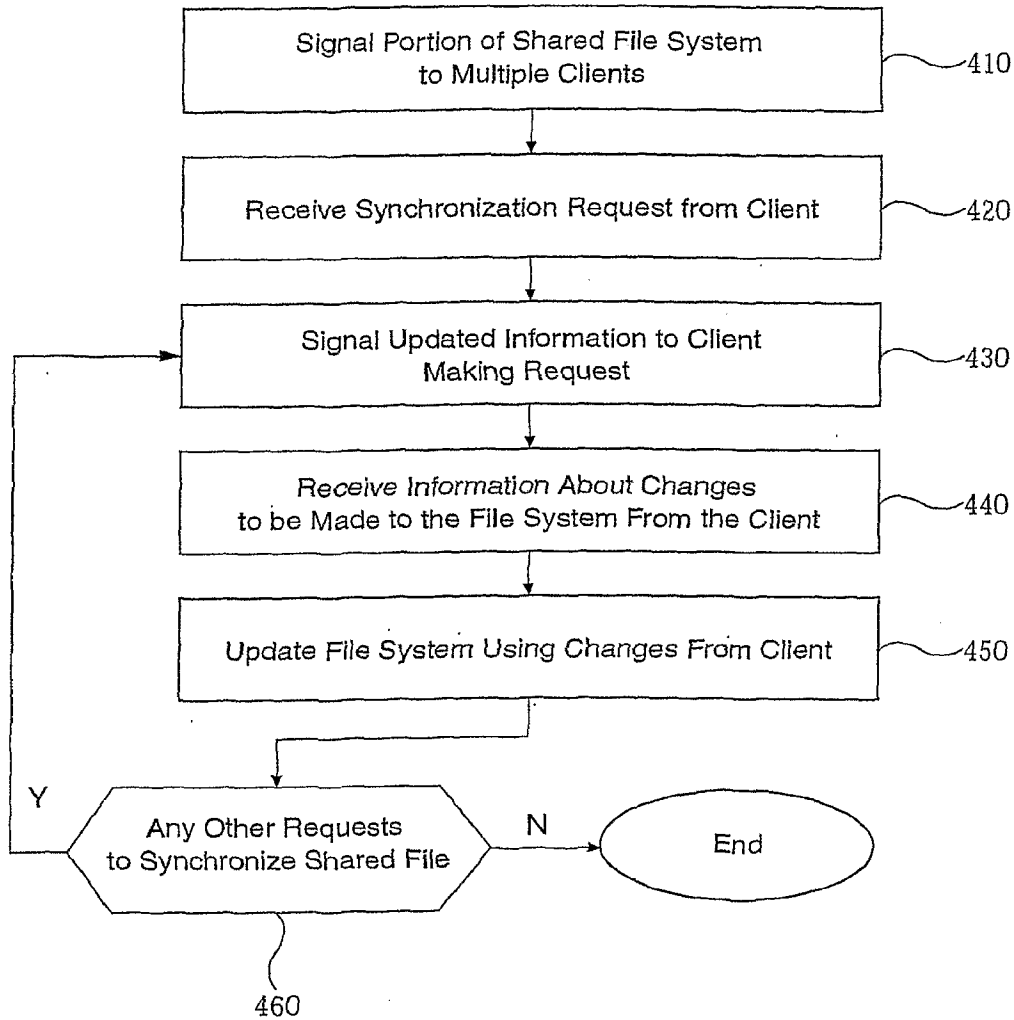 Signal Portion of Shared File System
to Multiple Clients
410
Receive Synchronization Request from Client
420
Signal Updated Information to Client
Making Request
430
Receive Information About Changes
to be Made to the File System From the Client
440
Update File System Using Changes From Client
450
Y
Any Other Requests
to Synchronize Shared File
N
End
460